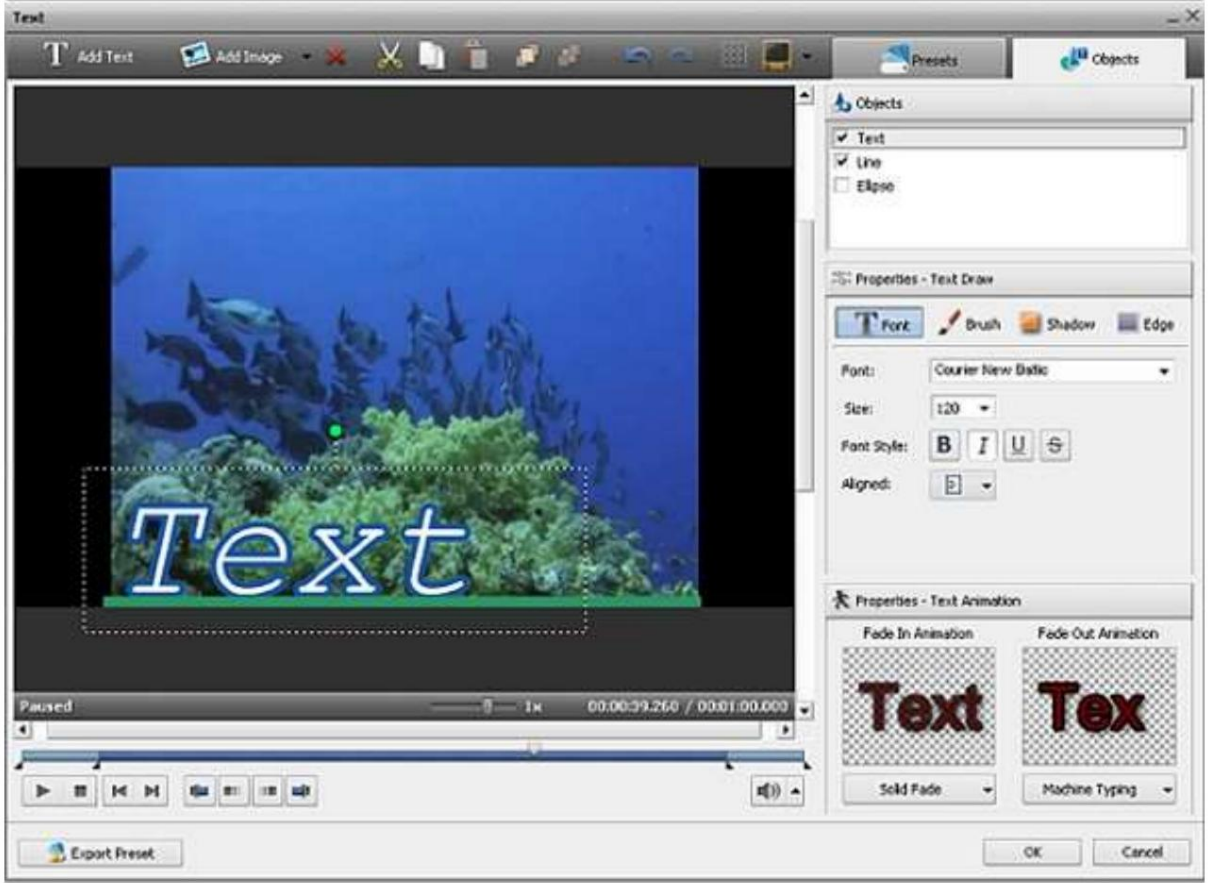 Text
Add Text Add Image Presets Objects
Objects
Text
Line
Ellipse
Properties - Text Draw
Font Brush Shadow Edge
Font: Courier New Baltic
Size: 120
Font Style: B I U S
Aligned:
Text
Properties - Text Animation
Fade In Animation Fade Out Animation
Text Tex
Paused 1x 00:00:39.260 / 00:01:00.000
Solid Fade Machine Typing
Export Preset OK Cancel